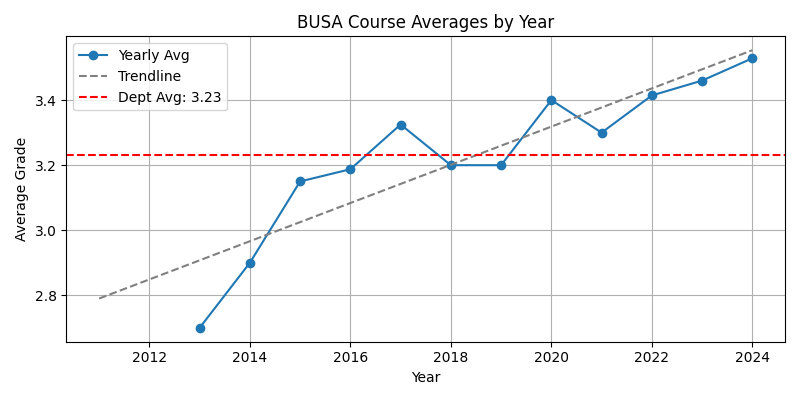 BUSA Course Averages by Year
Yearly Avg
Trendline
Dept Avg: 3.23
Average Grade
3.4
3.2
3.0
2.8
2012
2014
2016
2018
2020
2022
2024
Year